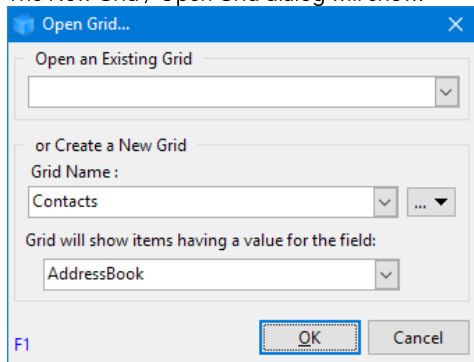 Open Grid...
Open an Existing Grid
or Create a New Grid
Grid Name :
Contacts
...
Grid will show items having a value for the field:
AddressBook
F1
OK
Cancel